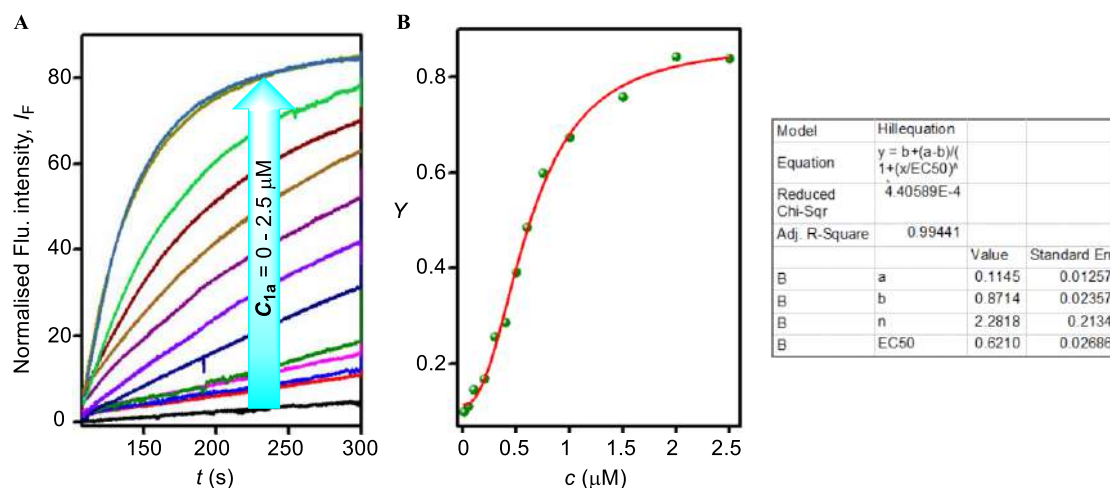 A
Normalised Flu. intensity, IF
80
60
40
20
0
150
200
250
300
t (s)
C1a = 0 - 2.5 μM
B
Y
0.8
0.6
0.4
0.2
0
0.5
1
1.5
2.0
2.5
c (μM)
Model Hillequation
Equation y = b+(a-b)/(
1+(x/EC50)^
Reduced
Chi-Sqr 4.40589E-4
Adj. R-Square 0.99441
Value Standard En
B a 0.1145 0.01257
B b 0.8714 0.02357
B n 2.2818 0.2134
B EC50 0.6210 0.02686